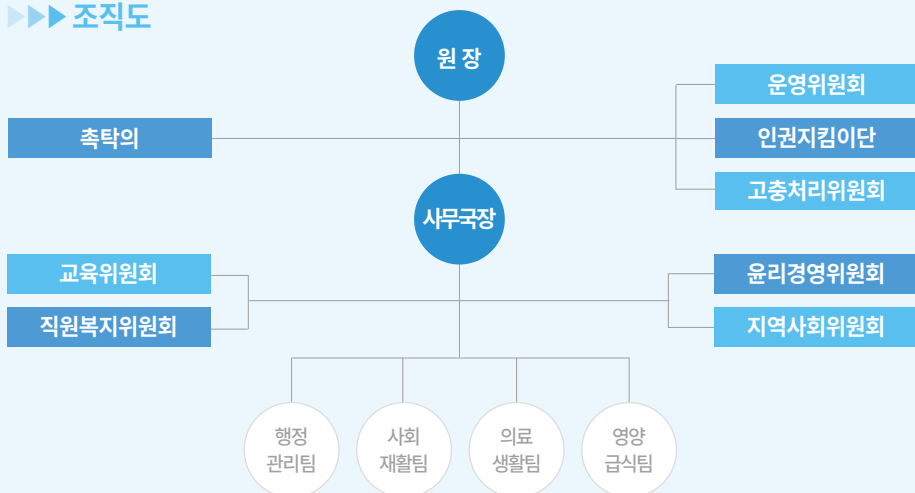 조직도
원 장
운영위원회
촉탁의
인권지킴이단
고충처리위원회
사무국장
교육위원회
윤리경영위원회
직원복지위원회
지역사회위원회
행정
관리팀
사회
재활팀
의료
생활팀
영양
급식팀